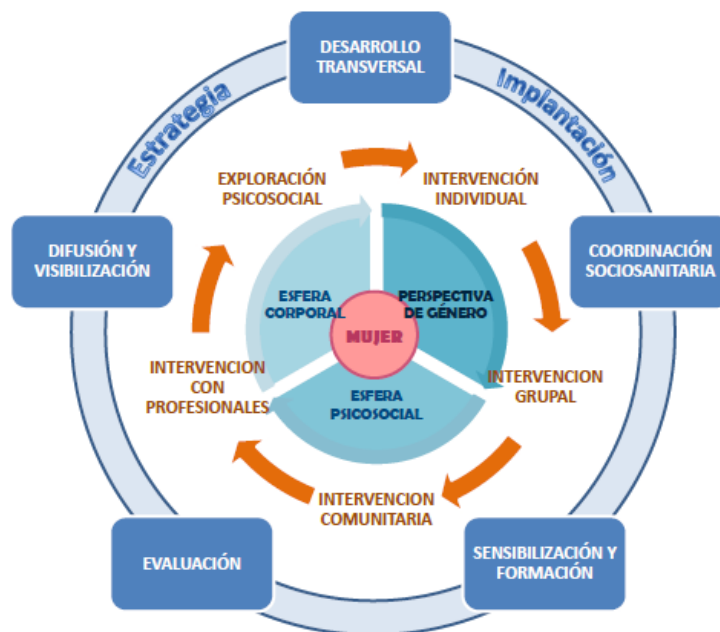 DESARROLLO
TRANSVERSAL
Estrategia
Implantación
EXPLORACIÓN
PSICOSOCIAL
INTERVENCIÓN
INDIVIDUAL
DIFUSIÓN Y
VISIBILIZACIÓN
COORDINACIÓN
SOCIOSANITARIA
ESFERA
CORPORAL
PERSPECTIVA
DE GÉNERO
MUJER
INTERVENCION
CON
PROFESIONALES
ESFERA
PSICOSOCIAL
INTERVENCION
GRUPAL
INTERVENCION
COMUNITARIA
EVALUACIÓN
SENSIBILIZACIÓN Y
FORMACIÓN